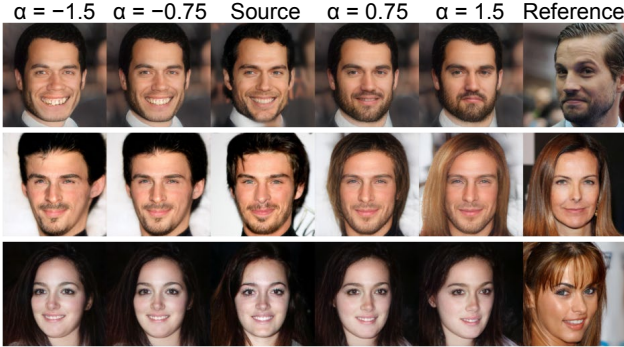 α = −1.5 α = −0.75 Source α = 0.75 α = 1.5 Reference